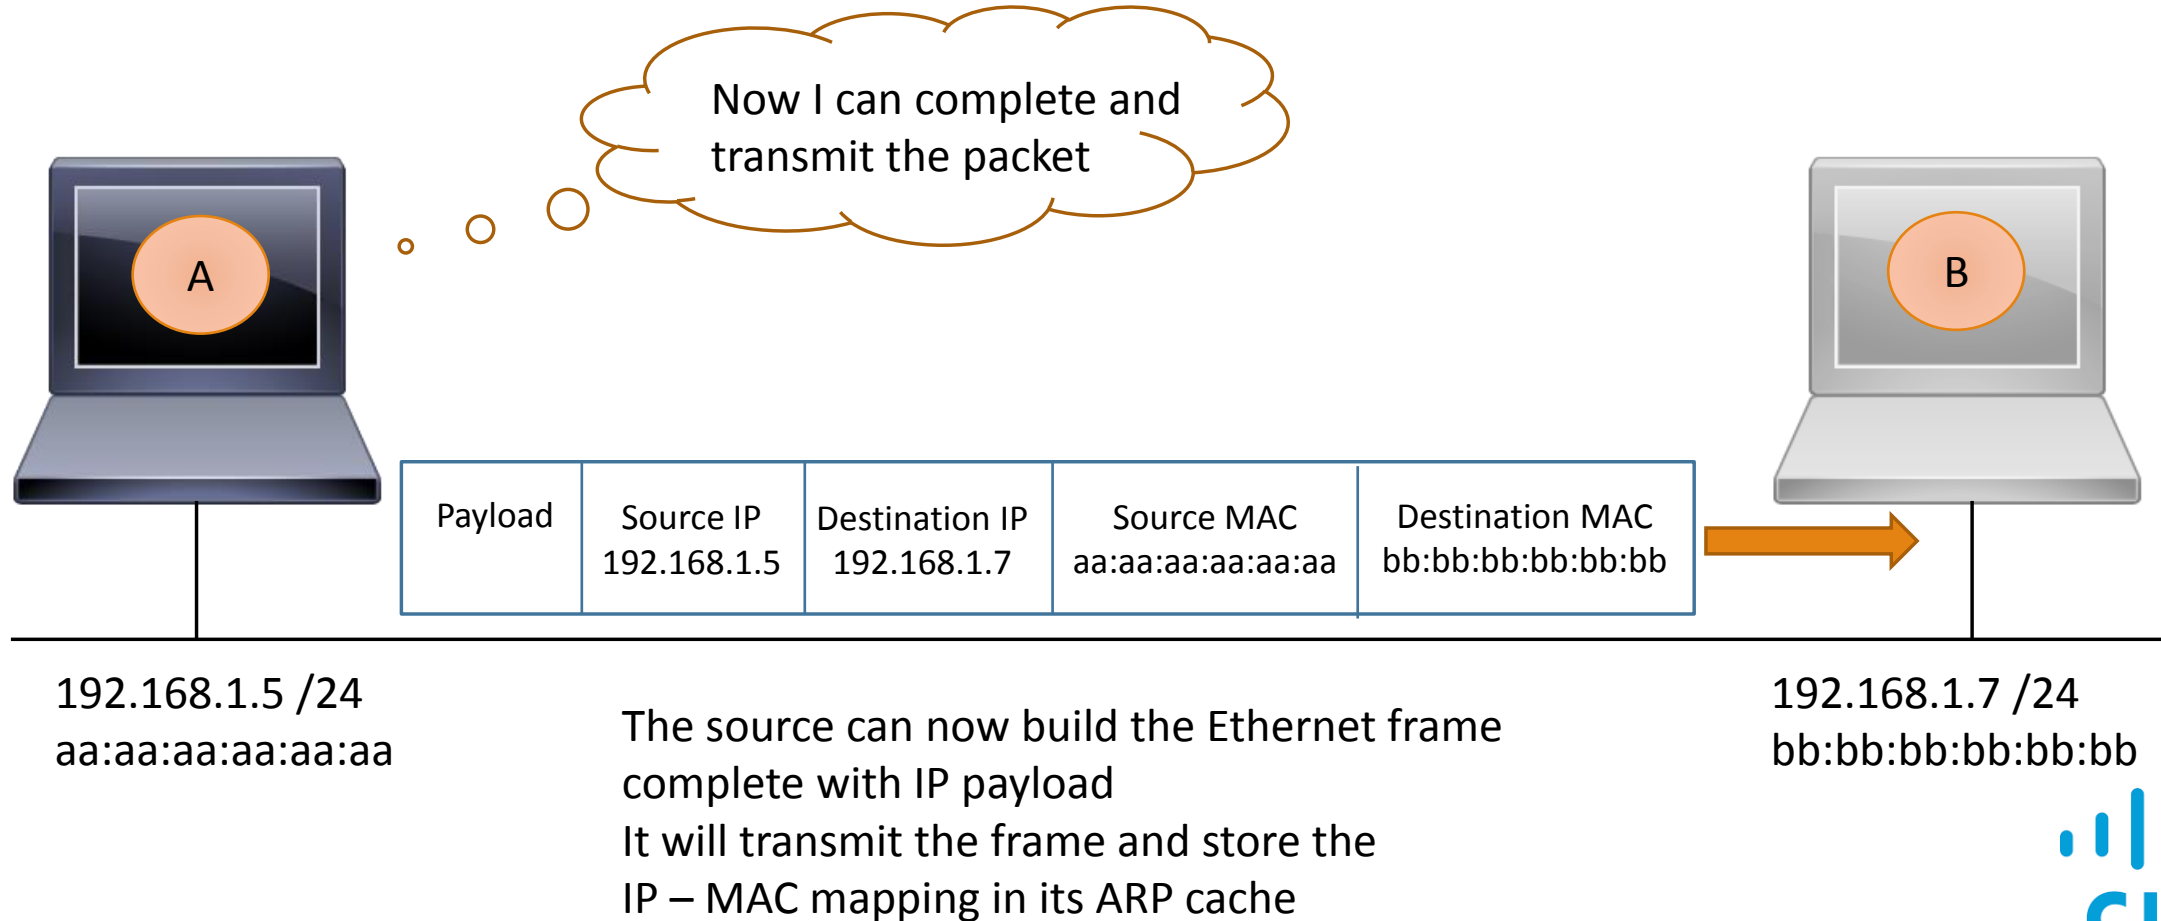 Now I can complete and
transmit the packet
A
B
Payload
Source IP
192.168.1.5
Destination IP
192.168.1.7
Source MAC
aa:aa:aa:aa:aa:aa
Destination MAC
bb:bb:bb:bb:bb:bb
192.168.1.5 /24
aa:aa:aa:aa:aa:aa
The source can now build the Ethernet frame
complete with IP payload
It will transmit the frame and store the
IP – MAC mapping in its ARP cache
192.168.1.7 /24
bb:bb:bb:bb:bb:bb